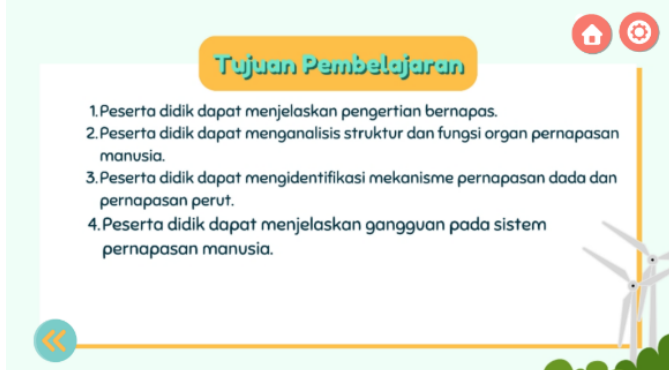 Tujuan Pembelajaran
1.Peserta didik dapat menjelaskan pengertian bernapas.
2.Peserta didik dapat menganalisis struktur dan fungsi organ pernapasan
manusia.
3.Peserta didik dapat mengidentifikasi mekanisme pernapasan dada dan
pernapasan perut.
4.Peserta didik dapat menjelaskan gangguan pada sistem
pernapasan manusia.